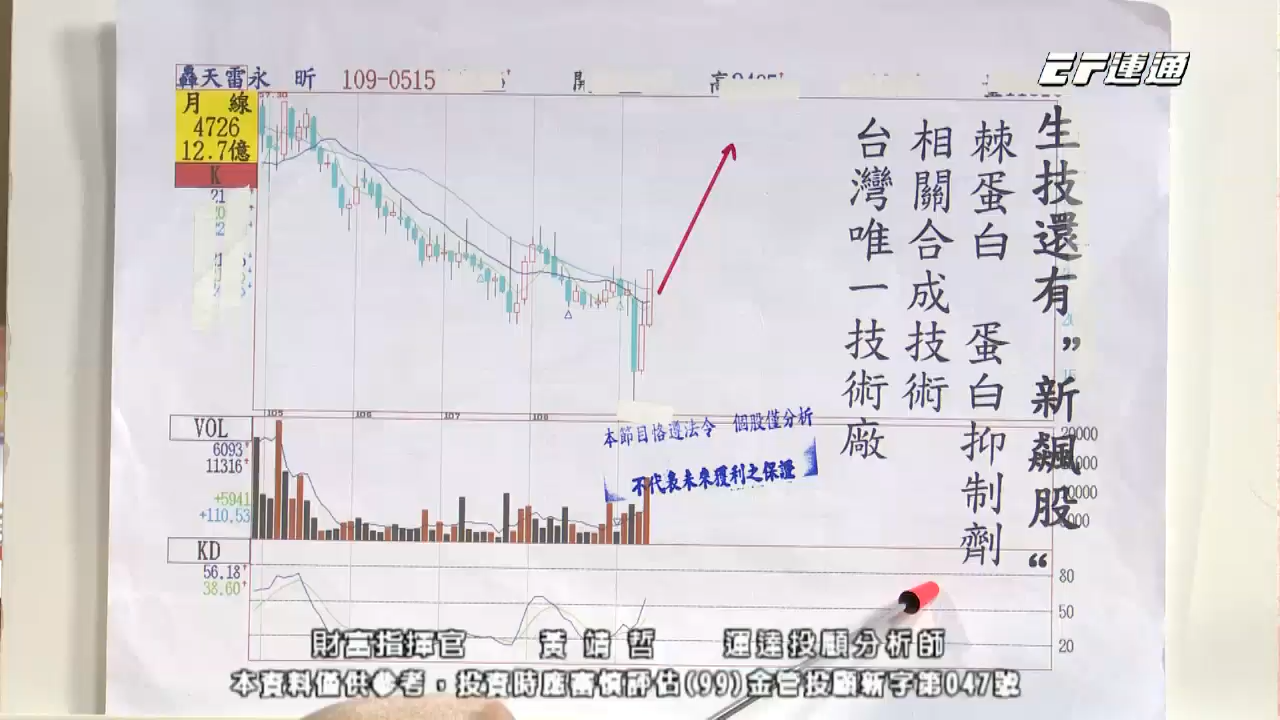 轟天雷永 昕 109-0515
月 線
4726
12.7億
K
運通
生技還有”新飆股“
棘蛋白 蛋白抑制劑
相關合成技術
台灣唯一技術廠
105 106 107 108
本節目恪遵法令 個股僅分析
不代表未來獲利之保證
VOL
6093
11316
+5941
+110.53
KD
56.18
38.60
80
50
20
財富指揮官 黃靖哲 運達投顧分析師
本資料僅供參考，投資時應審慎評估(99)金管投顧新字第047號